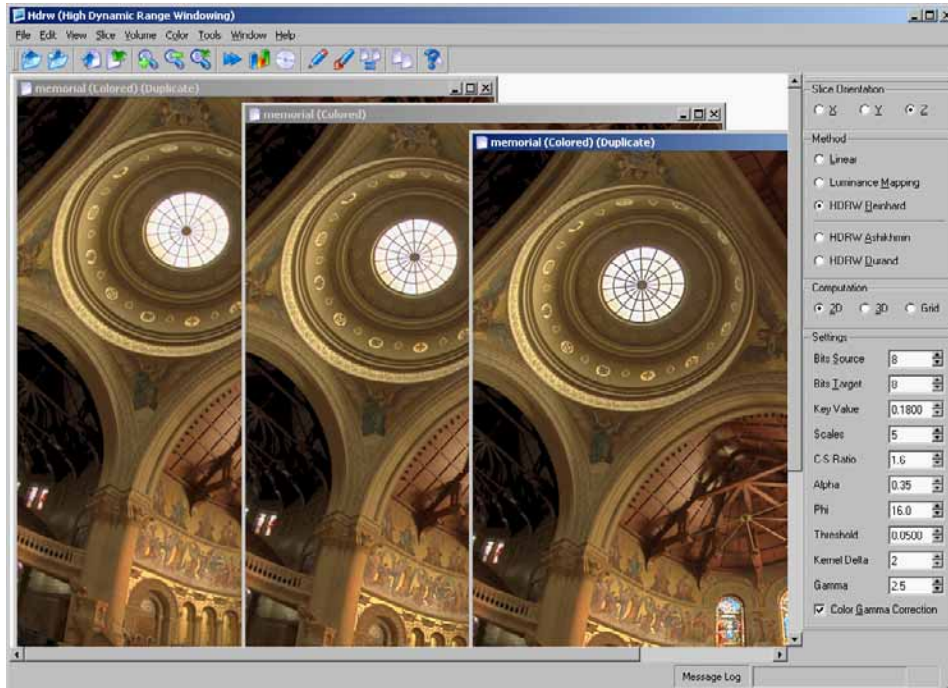 Hdrw (High Dynamic Range Windowing)
File Edit View Slice Volume Color Tools Window Help
memorial (Colored) (Duplicate)
memorial (Colored)
memorial (Colored) (Duplicate)
Slice Orientation
X Y Z
Method
Linear
Luminance Mapping
HDRW Reinhard
HDRW Ashikhmin
HDRW Durand
Computation
2D 3D Grid
Settings
Bits Source 8
Bits Target 8
Key Value 0.1800
Scales 5
C-S Ratio 1.6
Alpha 0.35
Phi 16.0
Threshold 0.0500
Kernel Delta 2
Gamma 2.5
Color Gamma Correction
Message Log